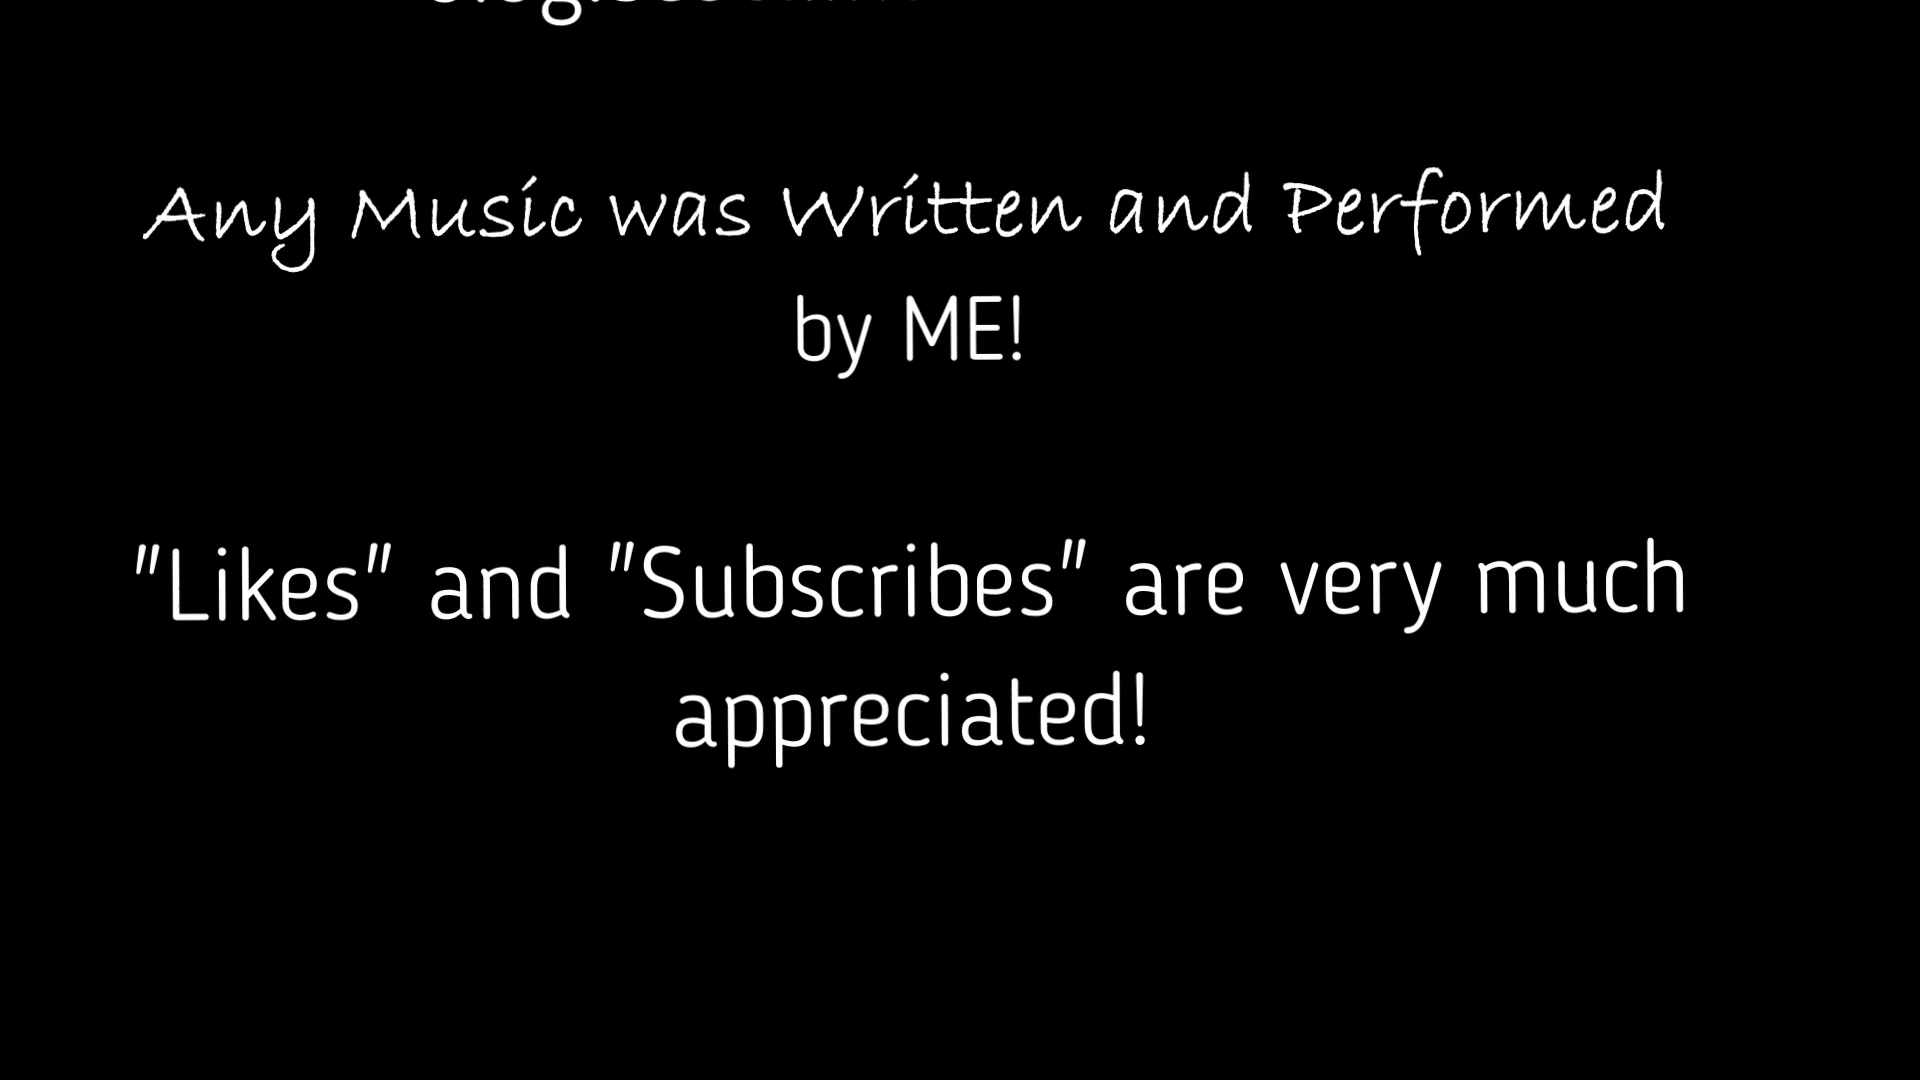 Any Music was Written and Performed
by ME!
"Likes" and "Subscribes" are very much
appreciated!